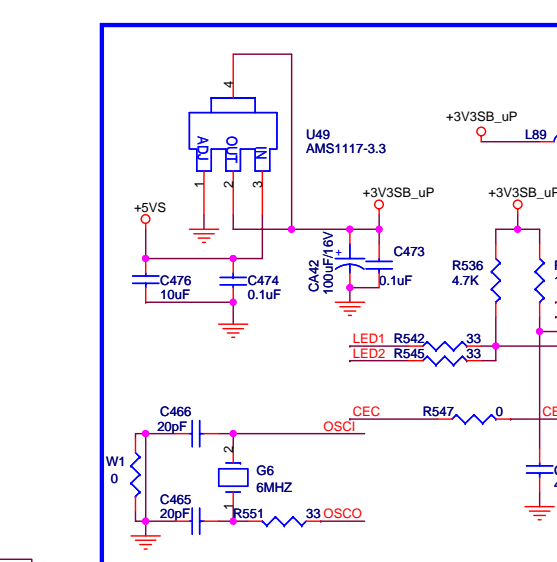 4
ADJ
OUT
IN
1
2
3
U49
AMS1117-3.3
+3V3SB_uP
L89
+5VS
+3V3SB_uP
+3V3SB_uP
C476
10uF
C474
0.1uF
CA42
100uF/16V
+
C473
0.1uF
R536
4.7K
LED1 R542 33
LED2 R545 33
CEC R547 0
C466
20pF
OSCI
W1
0
2
G6
6MHZ
1
C465
20pF
R551 33 OSCO